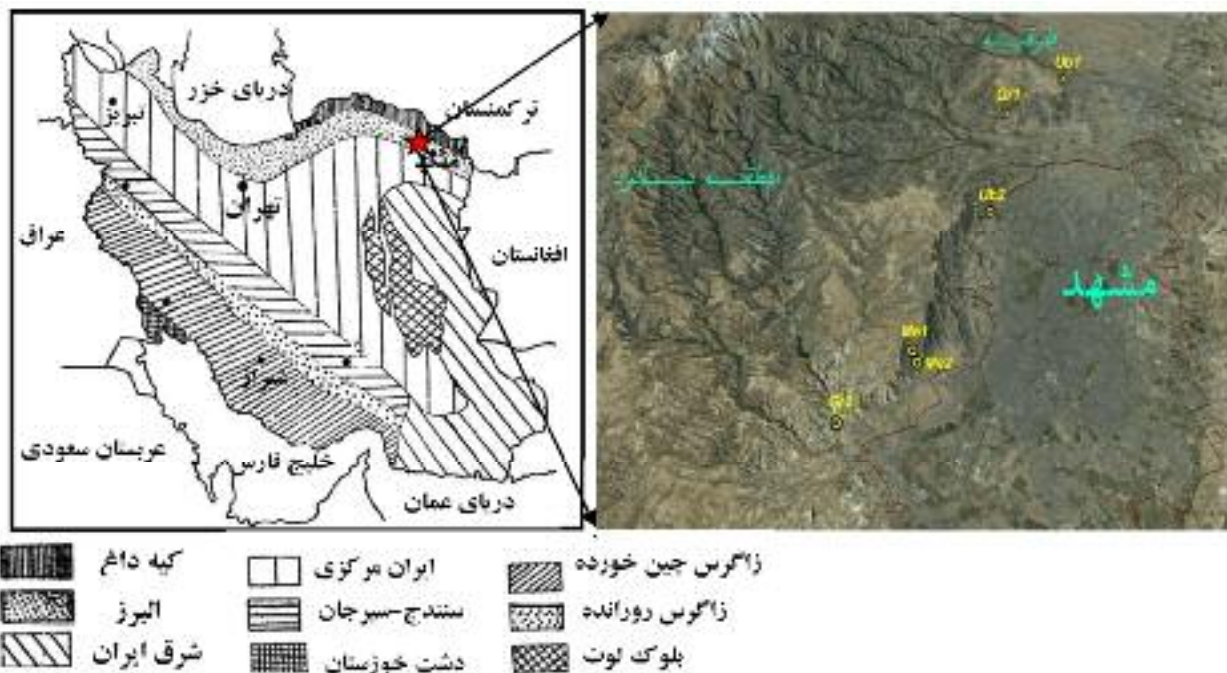 دریای خزر
ترکمنستان
تبریز
تهران
عراق
افغانستان
شیراز
عربستان سعودی
خلیج فارس
دریای عمان
Ub2
مشهد
کپه داغ
ایران مرکزی
زاگرس چین خورده
البرز
سنندج-سیرجان
زاگرس رورانده
شرق ایران
دشت خوزستان
بلوک لوت